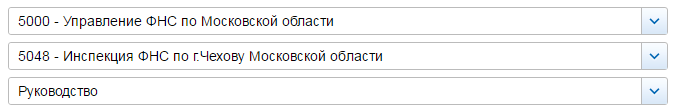 5000 - Управление ФНС по Московской области
5048 - Инспекция ФНС по г.Чехову Московской области
Руководство